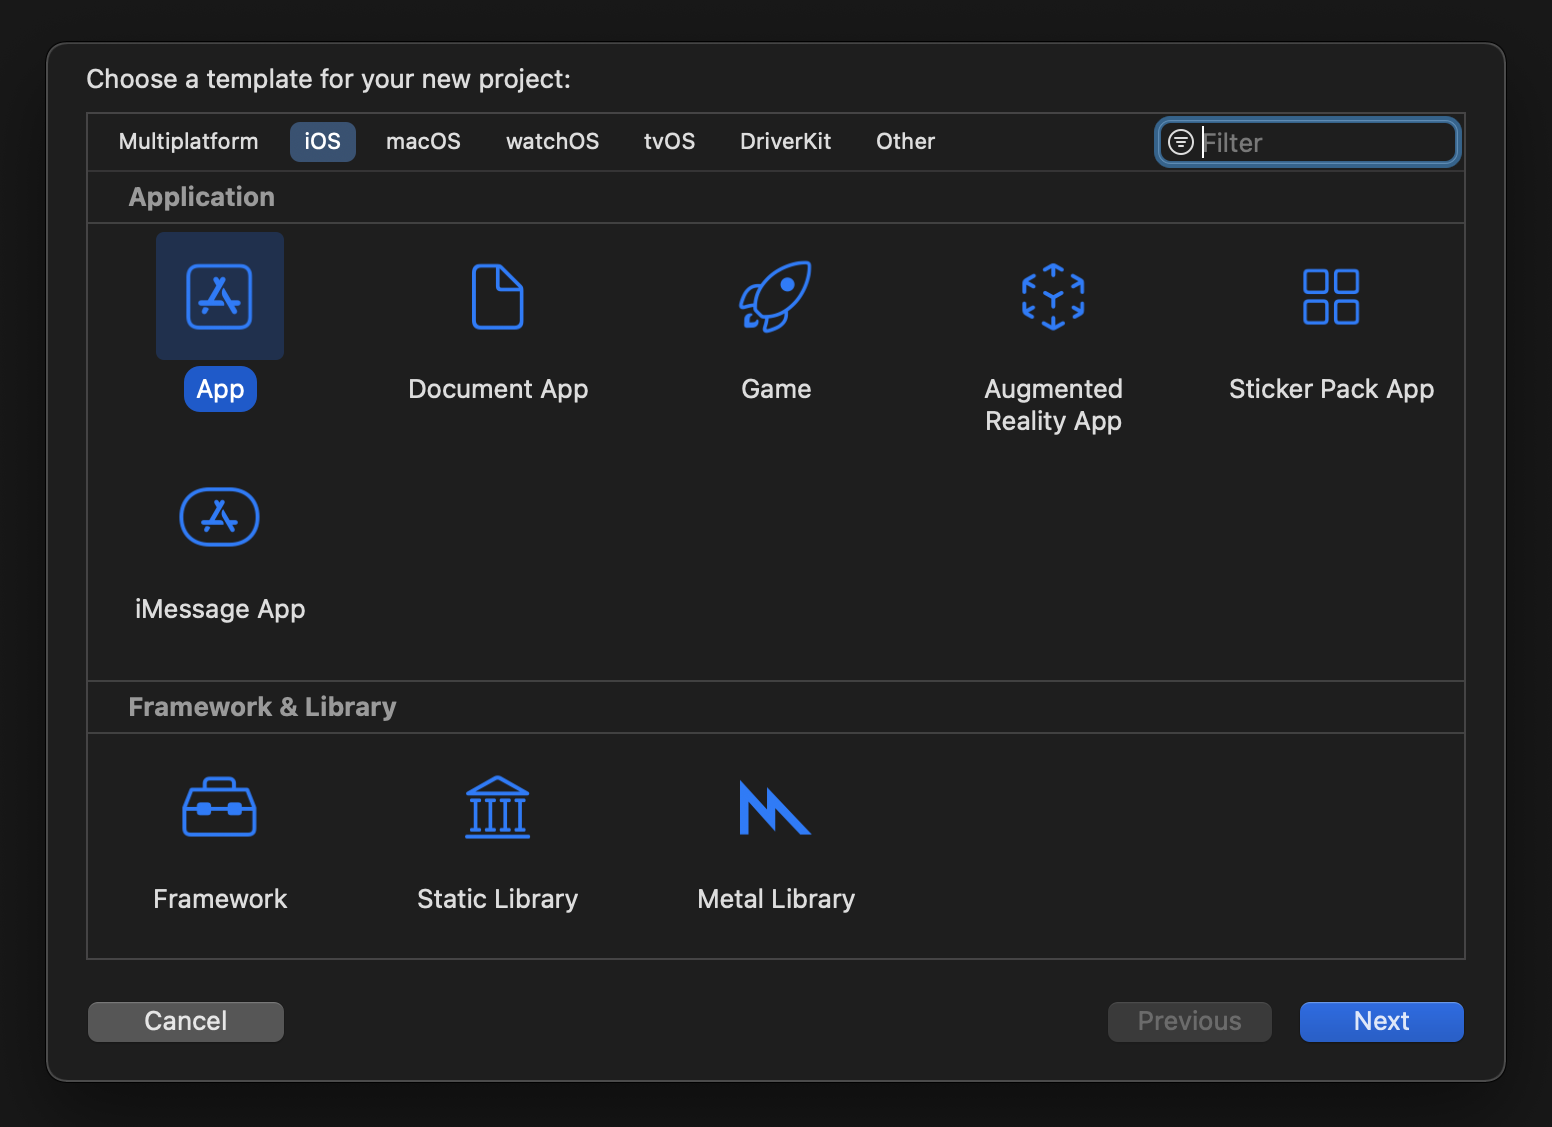 Choose a template for your new project:
Multiplatform iOS macOS watchOS tvOS DriverKit Other Filter
Application
App Document App Game Augmented Reality App Sticker Pack App
iMessage App
Framework & Library
Framework Static Library Metal Library
Cancel Previous Next